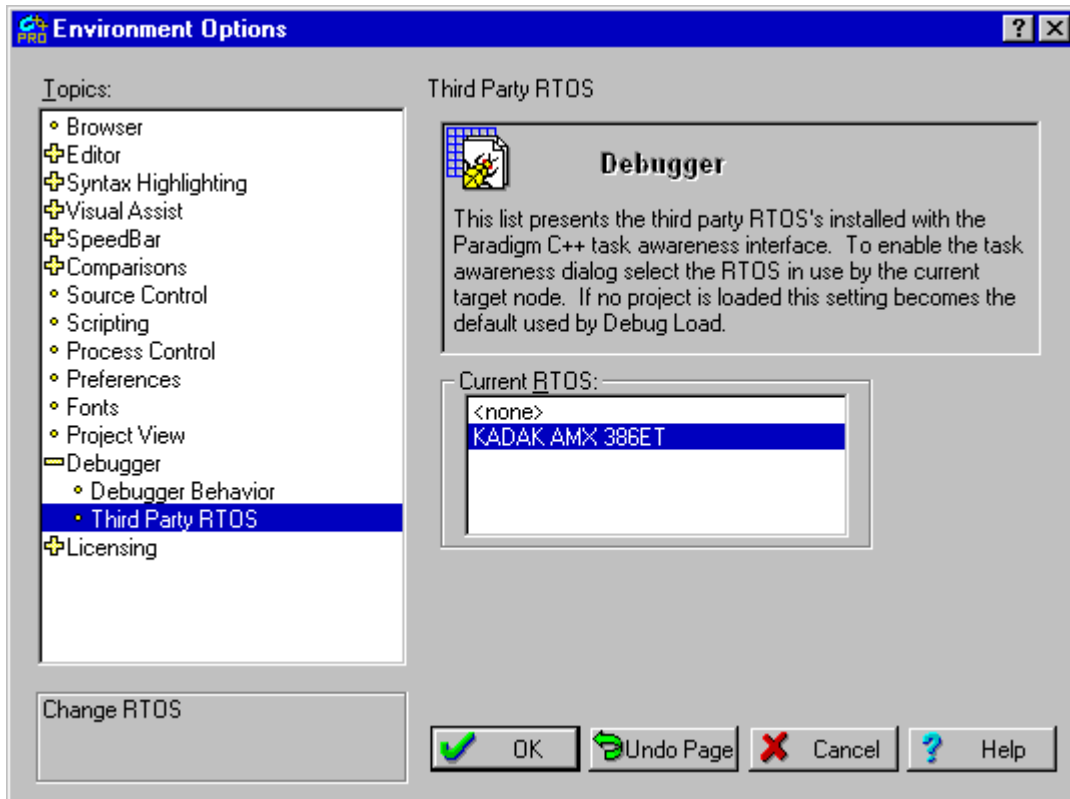 C++ PRO Environment Options
Topics:
Browser
Editor
Syntax Highlighting
Visual Assist
SpeedBar
Comparisons
Source Control
Scripting
Process Control
Preferences
Fonts
Project View
Debugger
Debugger Behavior
Third Party RTOS
Licensing
Change RTOS
Third Party RTOS
Debugger
This list presents the third party RTOS's installed with the
Paradigm C++ task awareness interface. To enable the task
awareness dialog select the RTOS in use by the current
target node. If no project is loaded this setting becomes the
default used by Debug Load.
Current RTOS:
<none>
KADAK AMX 386ET
OK
Undo Page
Cancel
Help